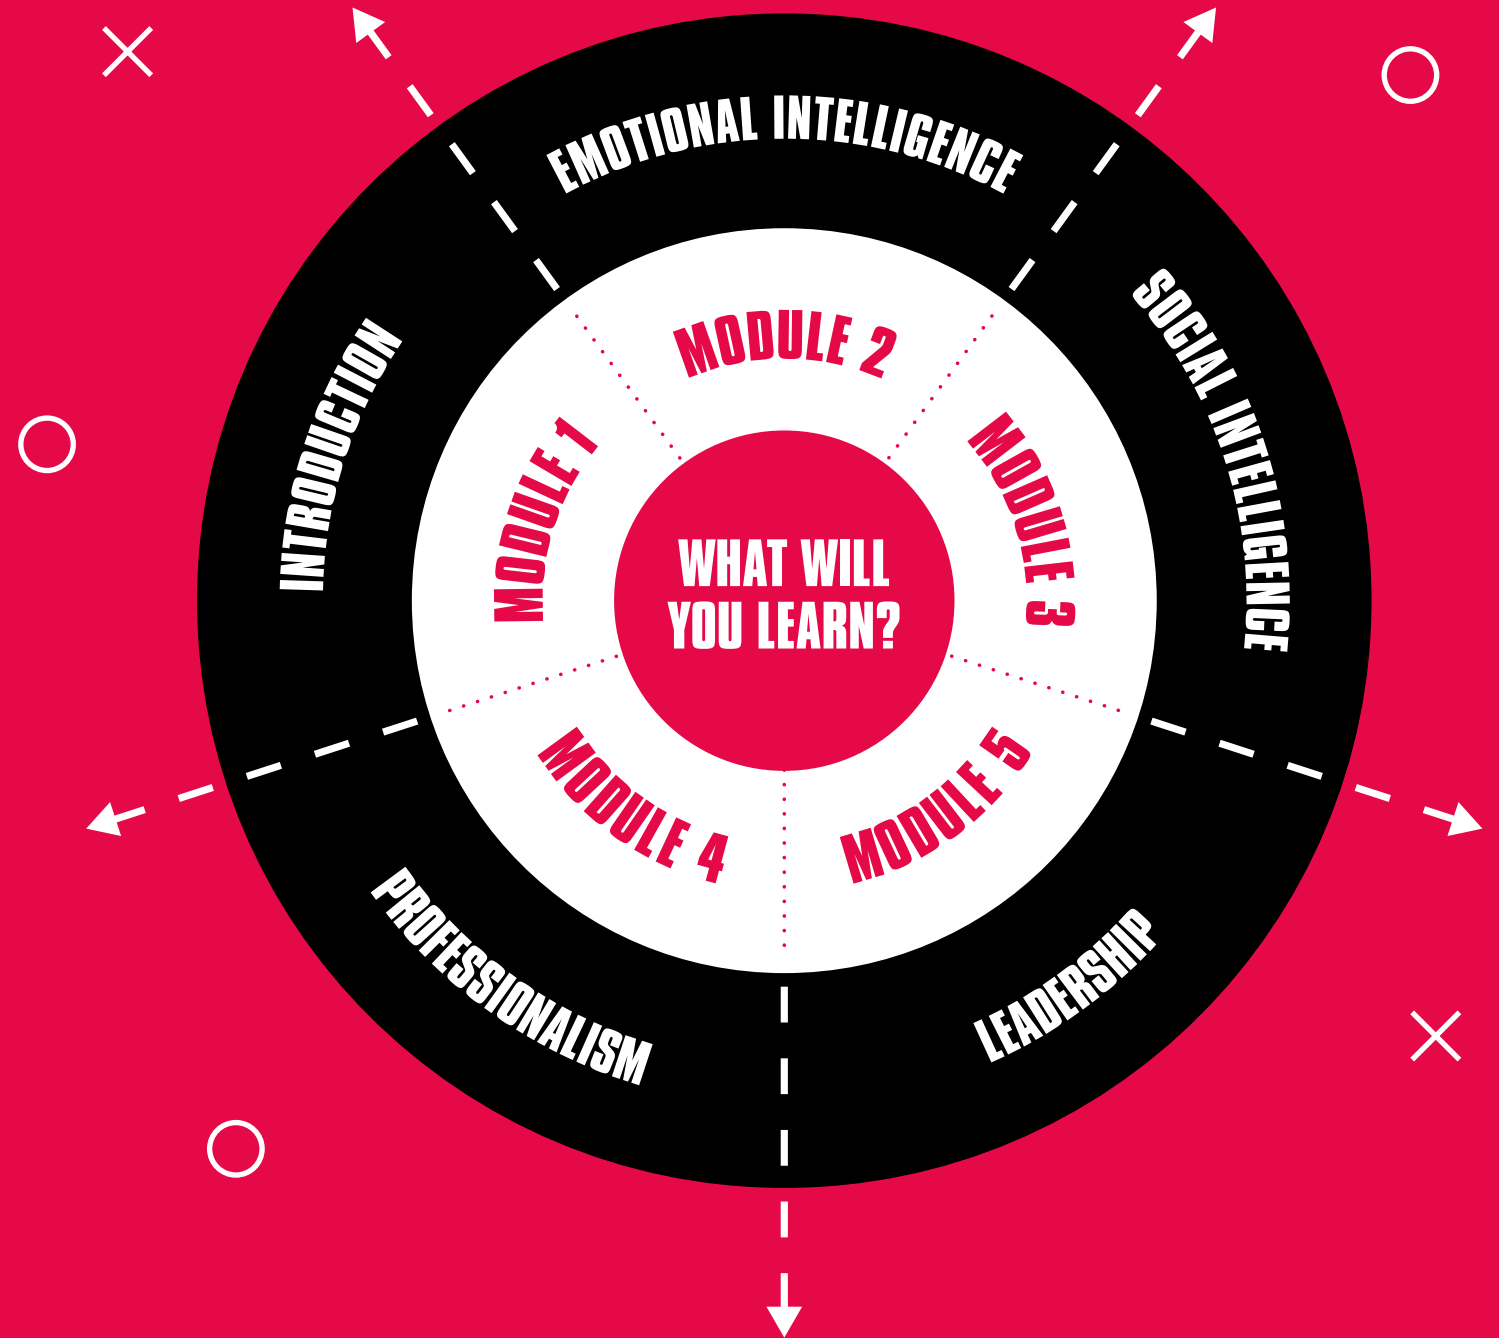 WHAT WILL
YOU LEARN?
MODULE 1
INTRODUCTION
MODULE 2
EMOTIONAL INTELLIGENCE
MODULE 3
SOCIAL INTELLIGENCE
MODULE 4
PROFESSIONALISM
MODULE 5
LEADERSHIP